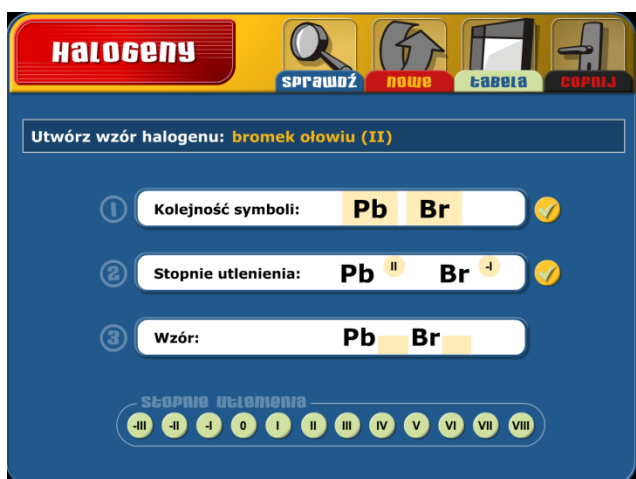 HALOGENY
SPRAWDŹ NOWE TABELA COFNIJ
Utwórz wzór halogenu: bromek ołowiu (II)
1 Kolejność symboli: Pb Br
2 Stopnie utlenienia: Pb II Br -I
3 Wzór: Pb Br
STOPNIE UTLENIENIA
-III -II -I 0 I II III IV V VI VII VIII